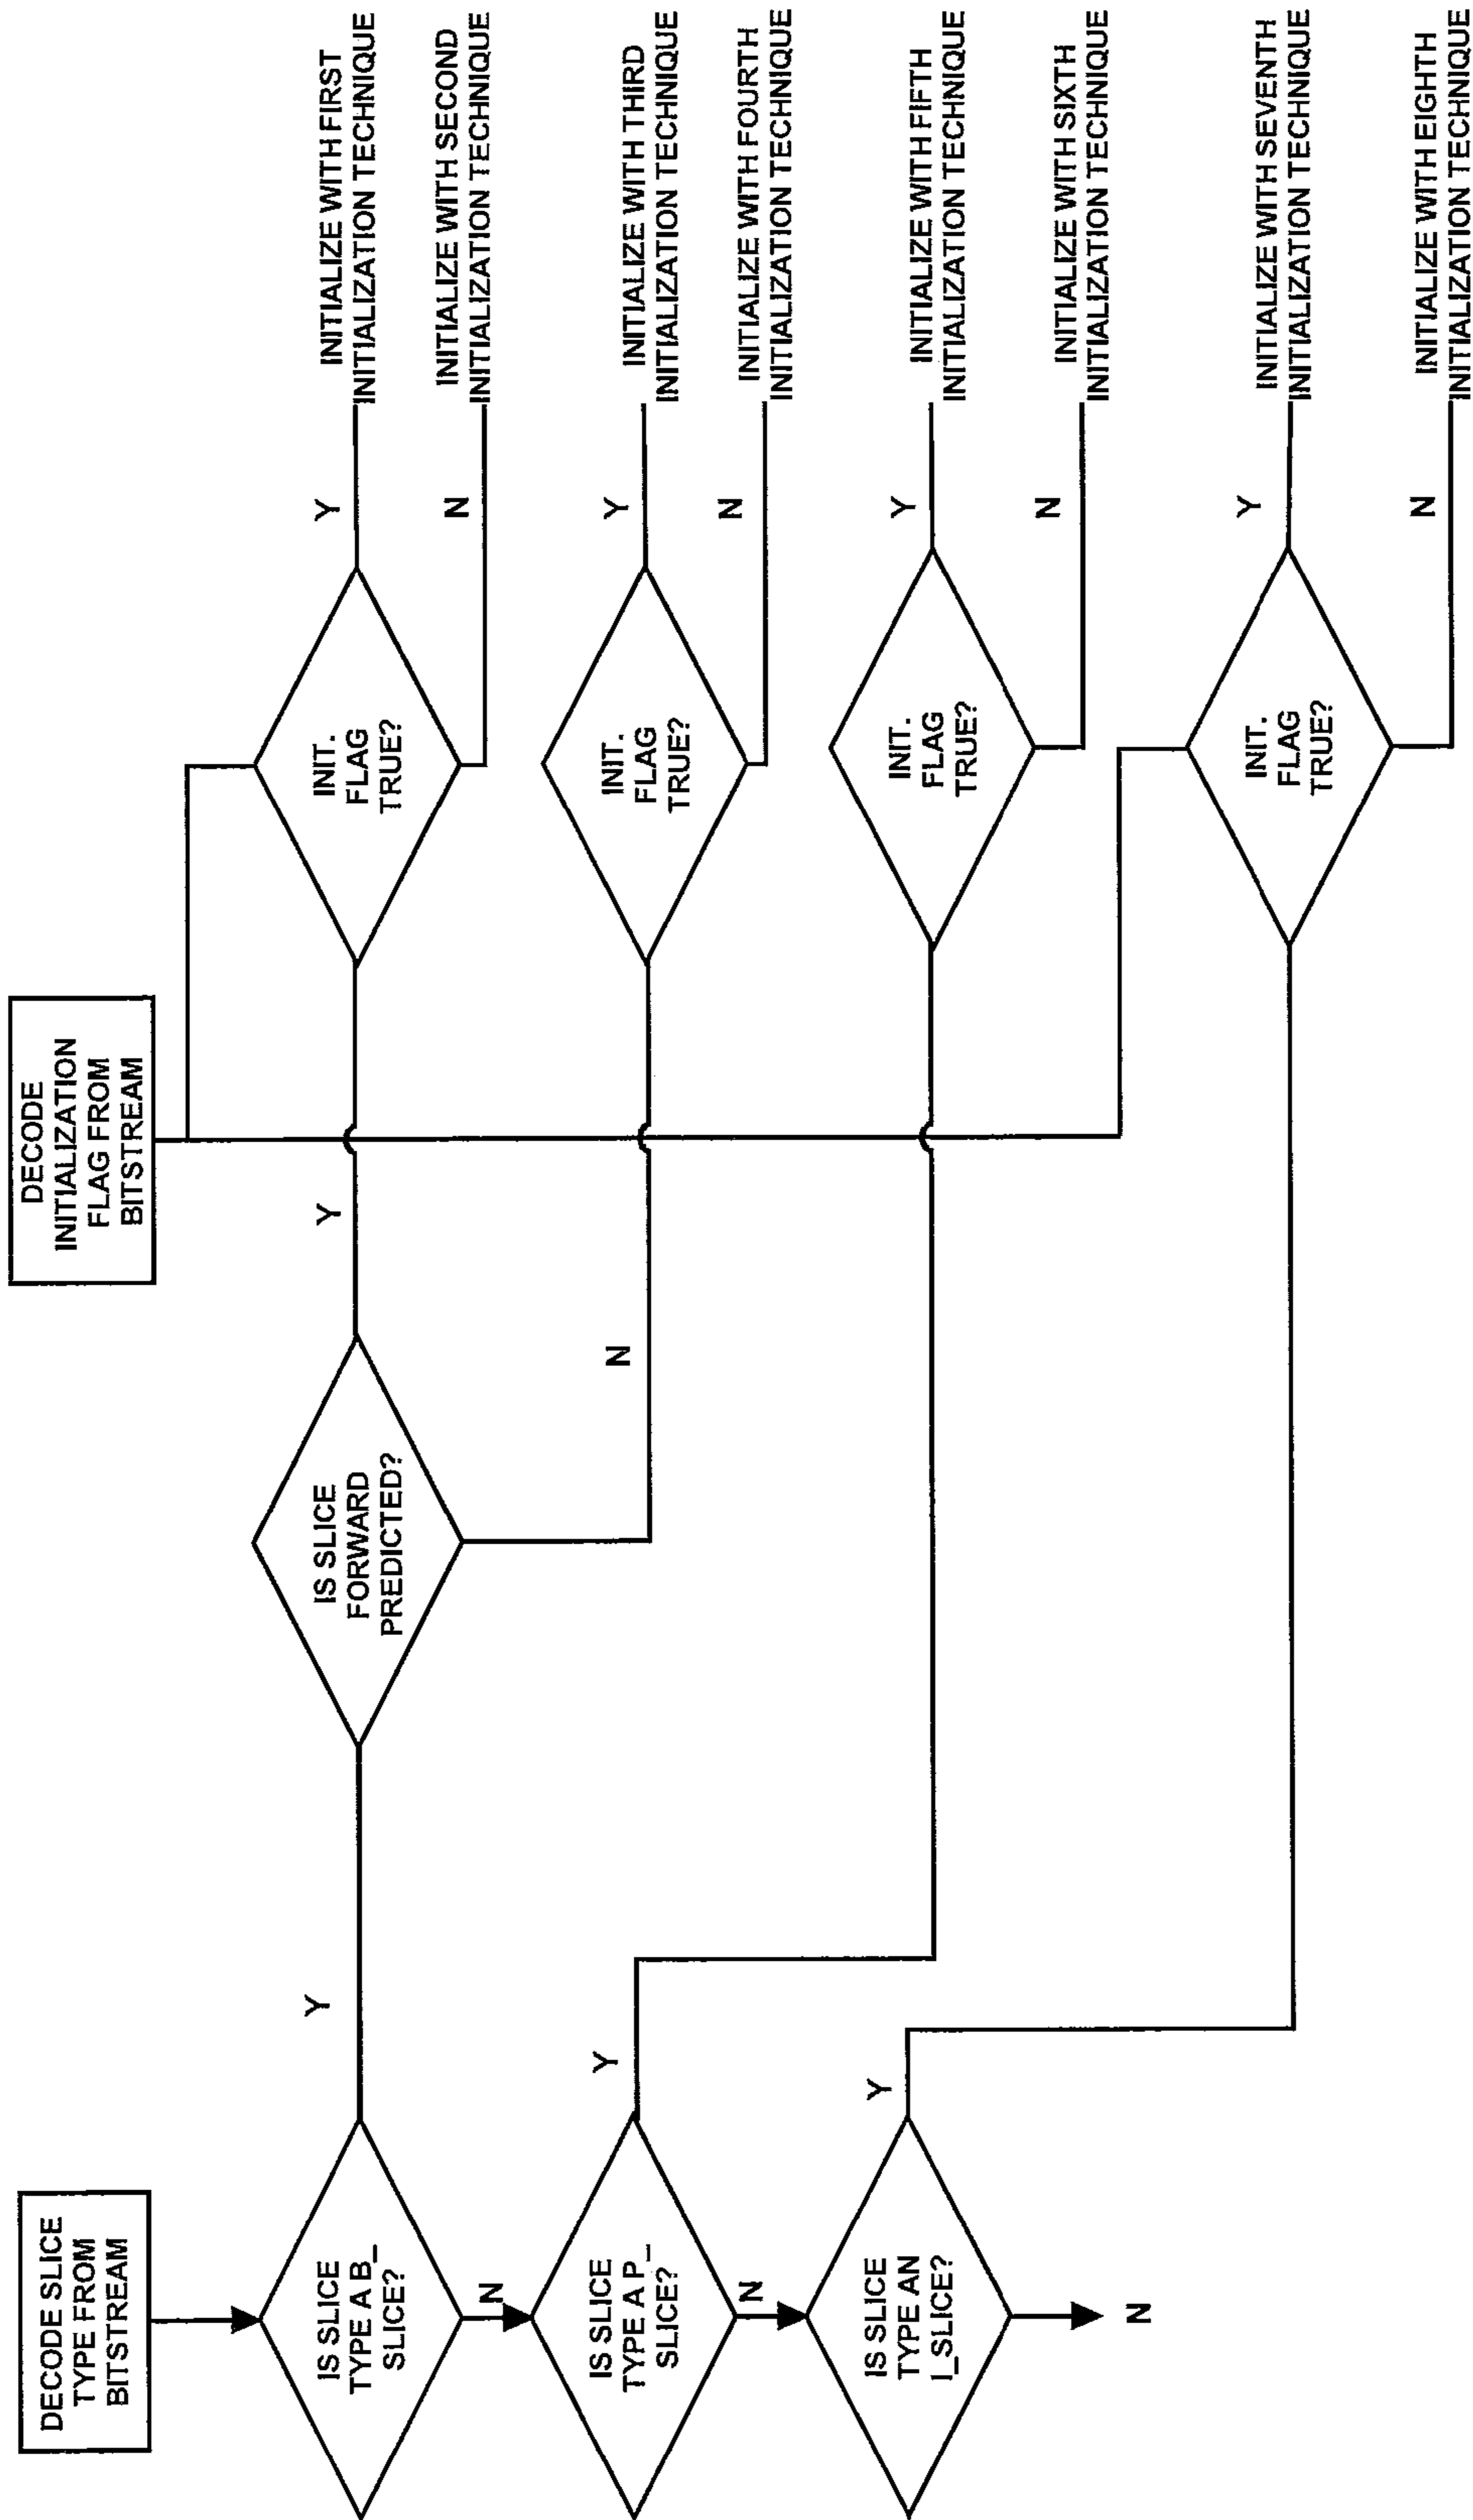 DECODE SLICE
TYPE FROM
BITSTREAM
IS SLICE
TYPE A B_
SLICE?
Y
N
IS SLICE
TYPE A P_
SLICE?
Y
N
IS SLICE
TYPE AN
I_SLICE?
Y
N
IS SLICE
FORWARD
PREDICTED?
Y
N
DECODE
INITIALIZATION
FLAG FROM
BITSTREAM
INIT.
FLAG
TRUE?
Y
INITIALIZE WITH FIRST
INITIALIZATION TECHNIQUE
N
INITIALIZE WITH SECOND
INITIALIZATION TECHNIQUE
INIT.
FLAG
TRUE?
Y
INITIALIZE WITH THIRD
INITIALIZATION TECHNIQUE
N
INITIALIZE WITH FOURTH
INITIALIZATION TECHNIQUE
INIT.
FLAG
TRUE?
Y
INITIALIZE WITH FIFTH
INITIALIZATION TECHNIQUE
N
INITIALIZE WITH SIXTH
INITIALIZATION TECHNIQUE
INIT.
FLAG
TRUE?
Y
INITIALIZE WITH SEVENTH
INITIALIZATION TECHNIQUE
N
INITIALIZE WITH EIGHTH
INITIALIZATION TECHNIQUE